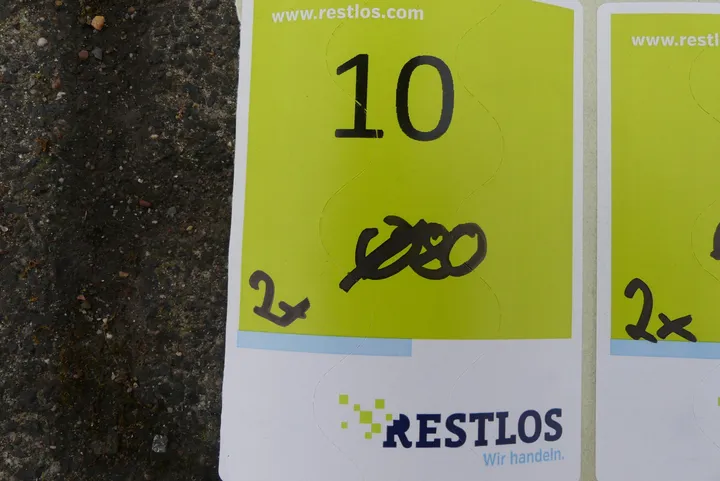 www.restlos.com
10
2x
RESTLOS
Wir handeln.
www.restl
2x